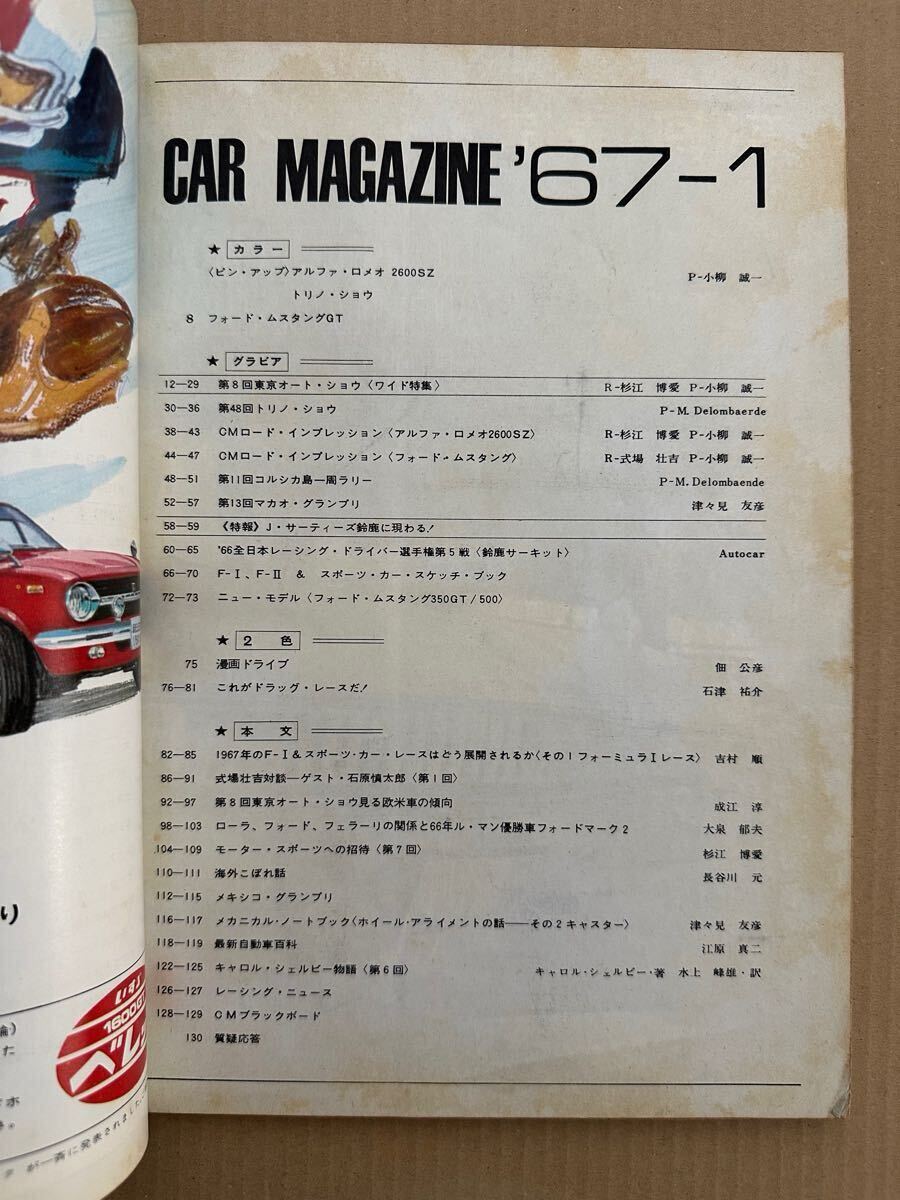 CAR MAGAZINE '67-1
★ カラー
〈ピン・アップ〉アルファ・ロメオ 2600SZ P-小柳 誠一
トリノ・ショウ
8 フォード・ムスタングGT
★ グラビア
12—29 第8回東京オート・ショウ〈ワイド特集〉 R-杉江 博愛 P-小柳 誠一
30—36 第48回トリノ・ショウ P-M. Delombaerde
38—43 CMロード・インプレッション〈アルファ・ロメオ2600SZ〉 R-杉江 博愛 P-小柳 誠一
44—47 CMロード・インプレッション〈フォード・ムスタング〉 R-式場 壮吉 P-小柳 誠一
48—51 第11回コルシカ島一周ラリー P-M. Delombaende
52—57 第13回マカオ・グランプリ 津々見 友彦
58—59 《特報》J・サーティーズ鈴鹿に現わる!
60—65 '66全日本レーシング・ドライバー選手権第5戦〈鈴鹿サーキット〉 Autocar
66—70 F-I、F-II & スポーツ・カー・スケッチ・ブック
72—73 ニュー・モデル〈フォード・ムスタング350GT/500〉
★ 2色
75 漫画ドライブ 佃 公彦
76—81 これがドラッグ・レースだ! 石津 祐介
★ 本文
82—85 1967年のF-I&スポーツ・カー・レースはどう展開されるか〈そのIフォーミュラIレース〉 吉村 順
86—91 式場壮吉対談—ゲスト・石原慎太郎〈第I回〉
92—97 第8回東京オート・ショウ見る欧米車の傾向 成江 淳
98—103 ローラ、フォード、フェラーリの関係と66年ル・マン優勝車フォードマーク2 大泉 郁夫
104—109 モーター・スポーツへの招待〈第7回〉 杉江 博愛
110—111 海外こぼれ話 長谷川 元
112—115 メキシコ・グランプリ
116—117 メカニカル・ノートブック〈ホイール・アライメントの話——その2キャスター〉 津々見 友彦
118—119 最新自動車百科 江原 真二
122—125 キャロル・シェルビー物語〈第6回〉 キャロル・シェルビー・著 水上 峰雄・訳
126—127 レーシング・ニュース
128—129 CMブラックボード
130 質疑応答
り
いすゞ
1600GT
ベレ
た
ホ
が一斉に発表されました